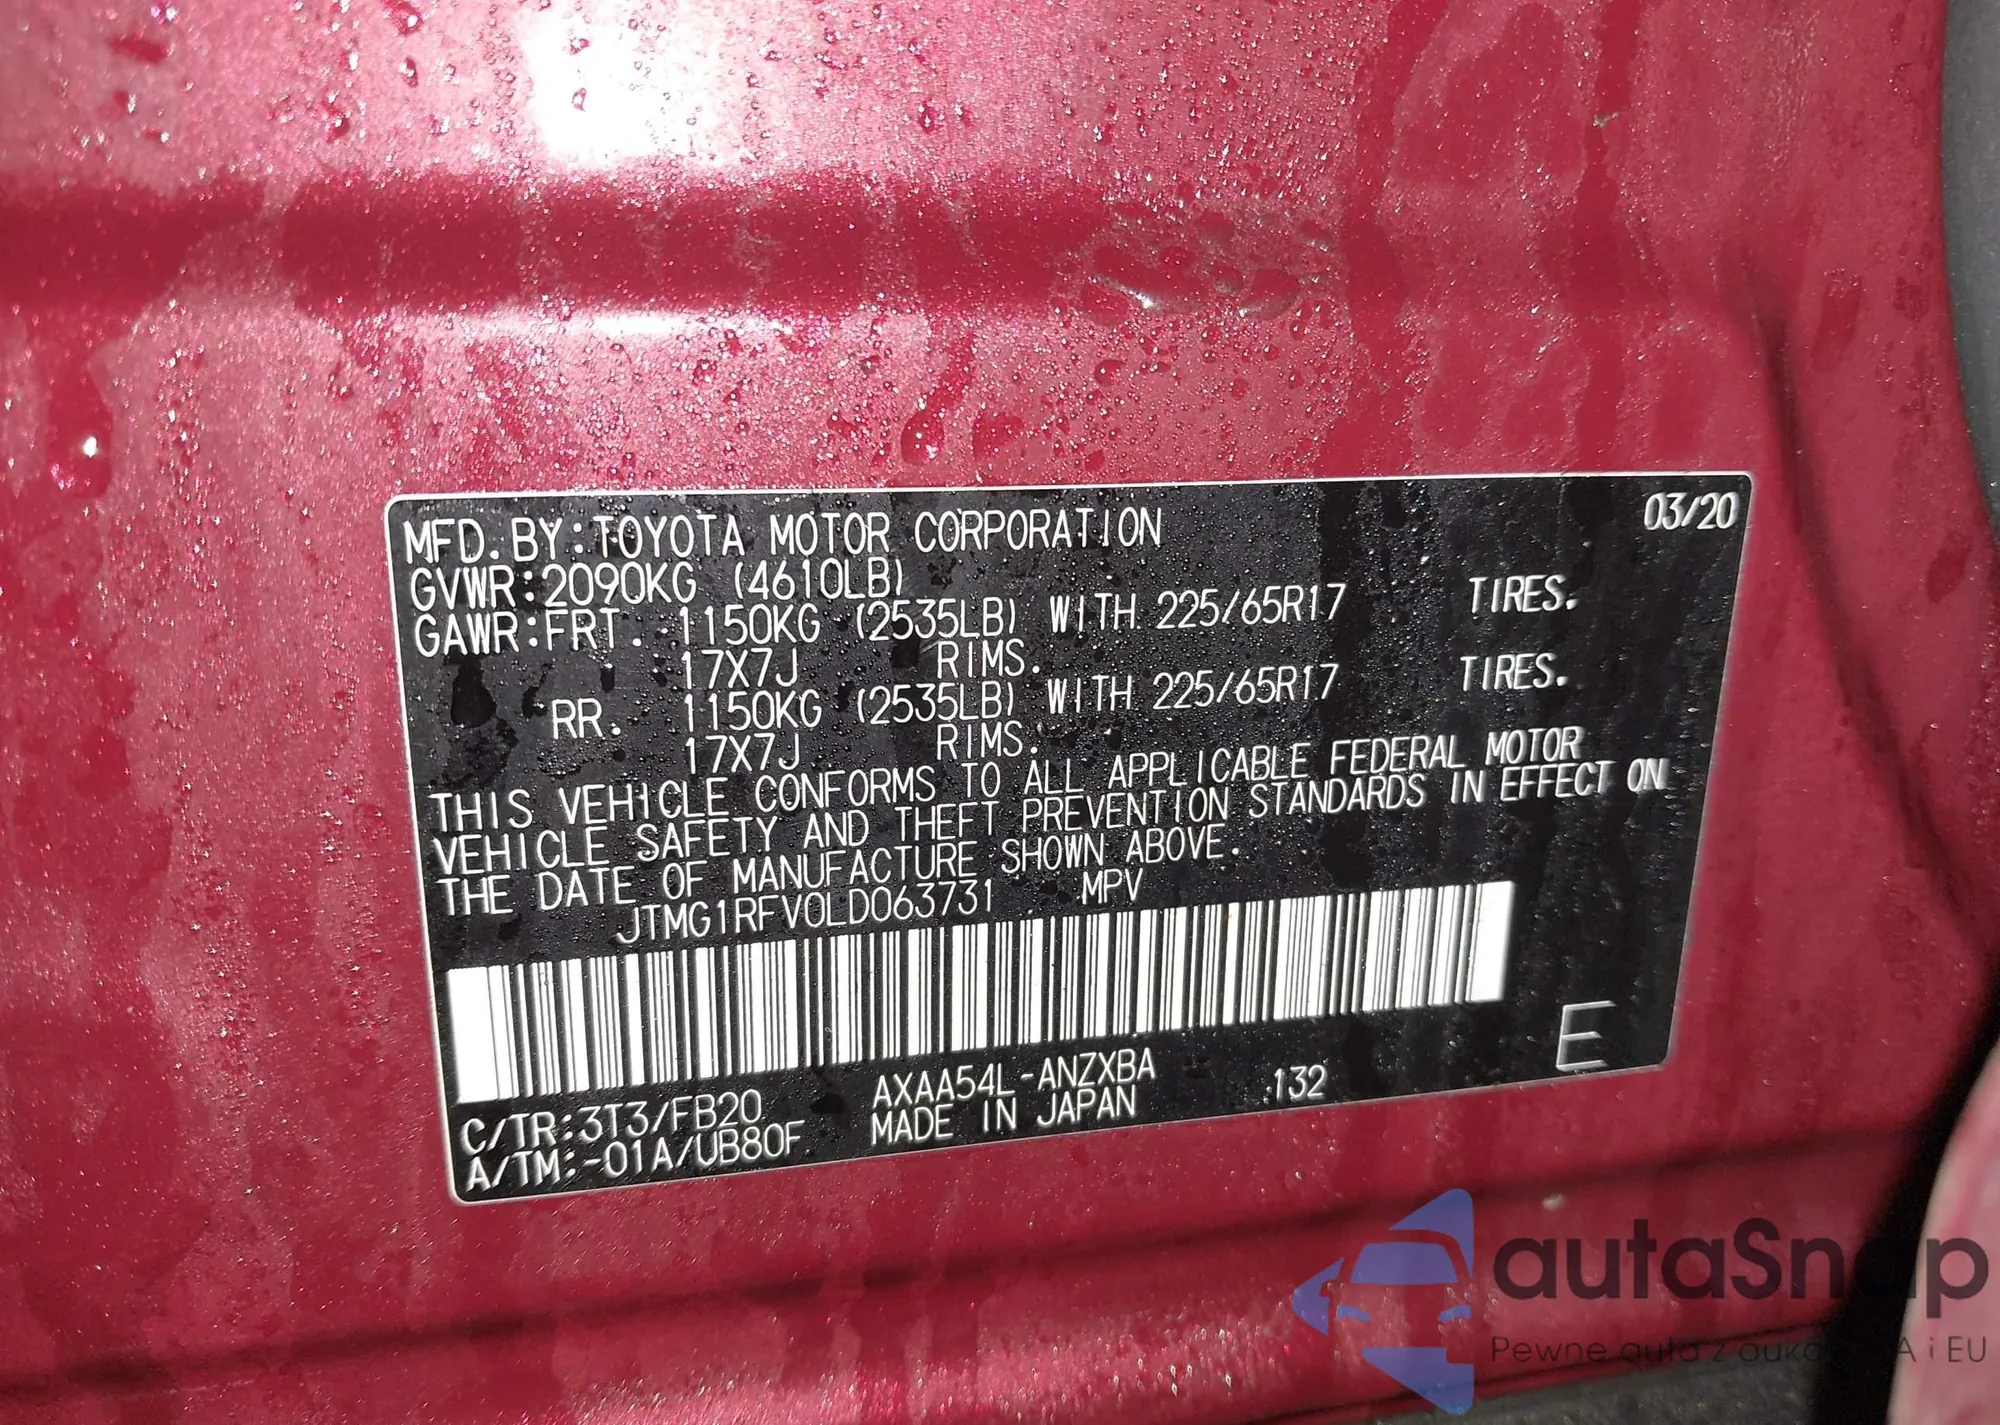 MFD. BY:TOYOTA MOTOR CORPORATION 03/20
GVWR:2090KG (4610LB)
GAWR:FRT. 1150KG (2535LB) WITH 225/65R17 TIRES.
17X7J RIMS.
RR. 1150KG (2535LB) WITH 225/65R17 TIRES.
17X7J RIMS.
THIS VEHICLE CONFORMS TO ALL APPLICABLE FEDERAL MOTOR
VEHICLE SAFETY AND THEFT PREVENTION STANDARDS IN EFFECT ON
THE DATE OF MANUFACTURE SHOWN ABOVE.
JTMG1RFV0LD063731 MPV
C/TR:3T3/FB20 AXAA54L-ANZXBA 132 E
A/TM:-01A/UB80F MADE IN JAPAN
autaSnap
Pewne auta z A i EU